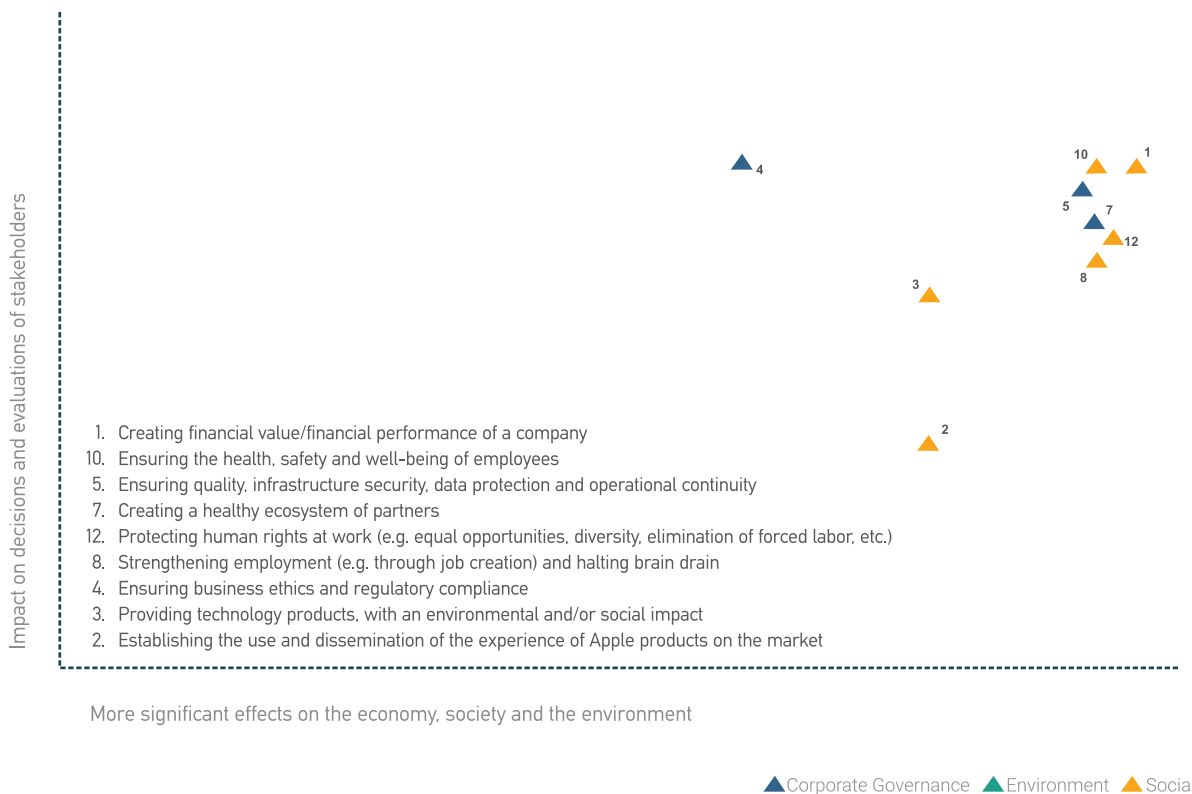 10 1
4
5 7
12
8
3
2
Impact on decisions and evaluations of stakeholders
1. Creating financial value/financial performance of a company
10. Ensuring the health, safety and well-being of employees
5. Ensuring quality, infrastructure security, data protection and operational continuity
7. Creating a healthy ecosystem of partners
12. Protecting human rights at work (e.g. equal opportunities, diversity, elimination of forced labor, etc.)
8. Strengthening employment (e.g. through job creation) and halting brain drain
4. Ensuring business ethics and regulatory compliance
3. Providing technology products, with an environmental and/or social impact
2. Establishing the use and dissemination of the experience of Apple products on the market
More significant effects on the economy, society and the environment
Corporate Governance Environment Socia